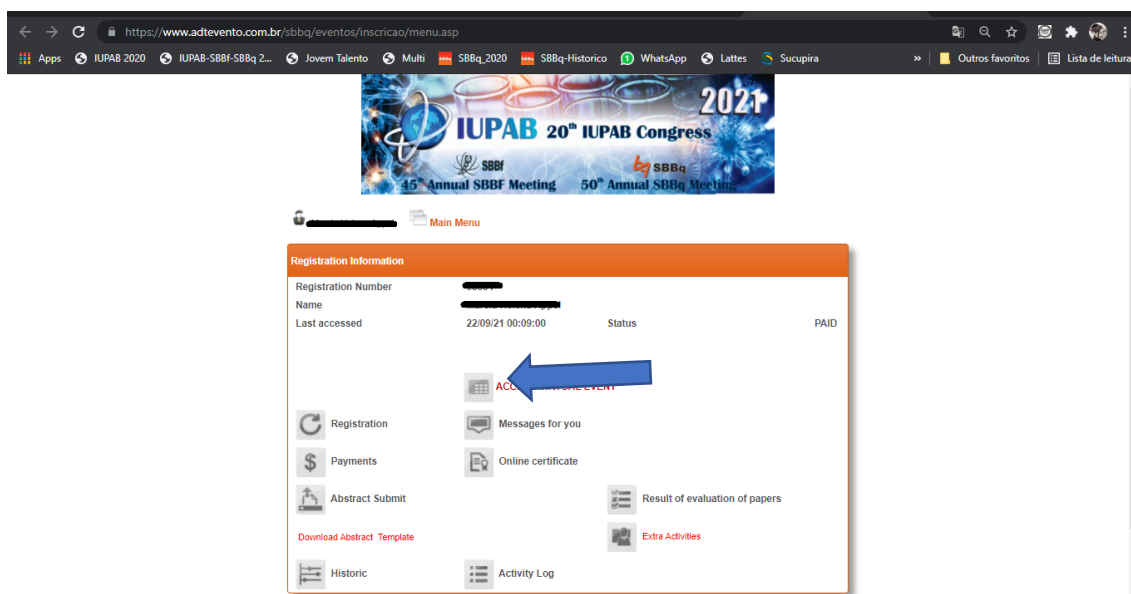 https://www.adtevento.com.br/sbbq/eventos/inscricao/menu.asp
Apps IUPAB 2020 IUPAB-SBBf-SBBq 2... Jovem Talento Multi SBBq_2020 SBBq-Historico WhatsApp Lattes Sucupira » Outros favoritos Lista de leitura
2021
IUPAB 20th IUPAB Congress
SBBf SBBq
45th Annual SBBF Meeting 50th Annual SBBq Meeting
Main Menu
Registration Information
Registration Number
Name
Last accessed 22/09/21 00:09:00 Status PAID
EVENT
Registration Messages for you
Payments Online certificate
Abstract Submit Result of evaluation of papers
Download Abstract Template Extra Activities
Historic Activity Log